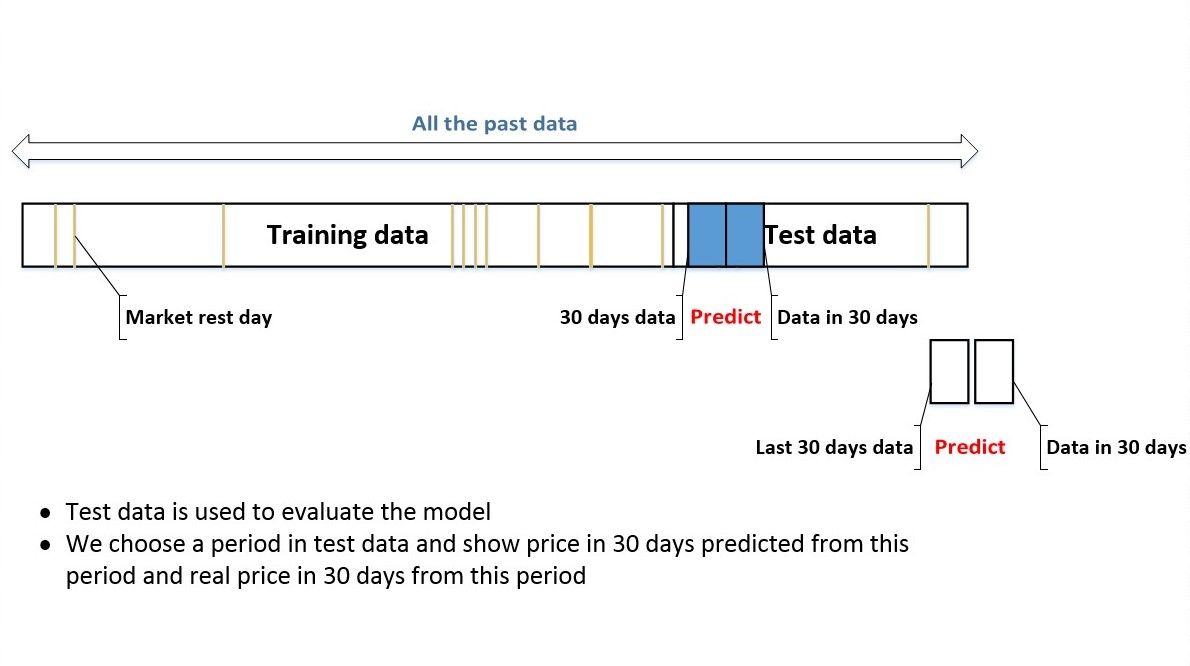 All the past data
Training data
Test data
Market rest day
30 days data
Predict
Data in 30 days
Last 30 days data
Predict
Data in 30 days
• Test data is used to evaluate the model
• We choose a period in test data and show price in 30 days predicted from this
period and real price in 30 days from this period